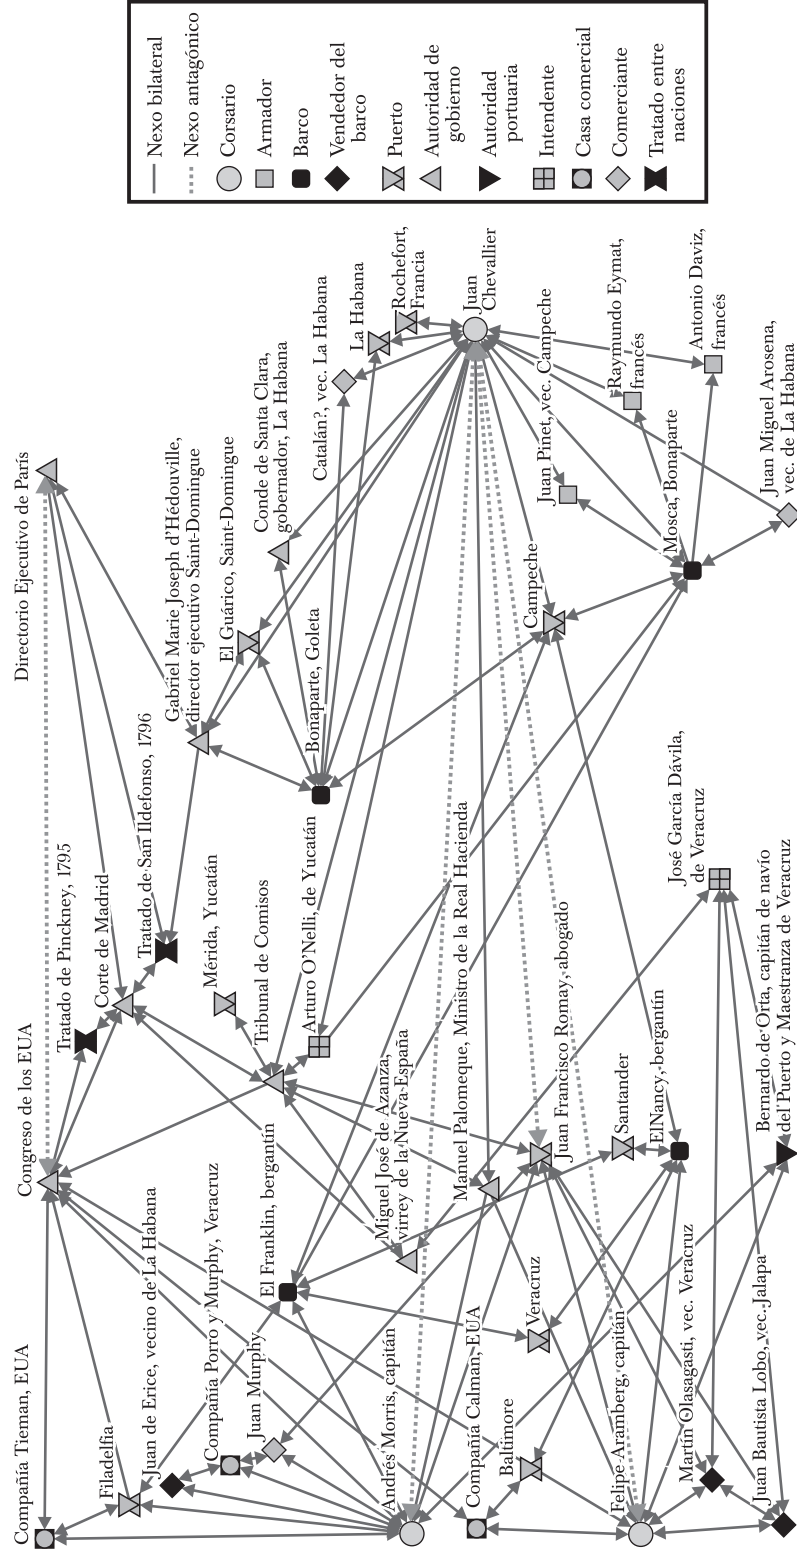 Compañía Tieman, EUA
Congreso de los EUA
Directorio Ejecutivo de París
Filadelfia
Juan de Erice, vecino de La Habana
Tratado de Pinckney, 1795
Corte de Madrid
Tratado de San Ildefonso, 1796
Gabriel Marie Joseph d'Hédouville,
director ejecutivo Saint-Domingue
El Guárico, Saint-Domingue
Compañía Porro y Murphy, Veracruz
Juan Murphy
El Franklin, bergantín
Mérida, Yucatán
Tribunal de Comisos
Arturo O'Nelli, de Yucatán
Bonaparte, Goleta
Conde de Santa Clara,
gobernador, La Habana
Catalán?, vec. La Habana
La Habana
Rochefort,
Francia
Andrés Morris, capitán
Miguel José de Azanza,
virrey de la Nueva España
Manuel Palomeque, Ministro de la Real Hacienda
Juan
Chevallier
Compañía Calman, EUA
Baltimore
Veracruz
Juan Francisco Romay, abogado
Campeche
Juan Pinet, vec. Campeche
Felipe Aramberg, capitán
Santander
ElNancy, bergantín
Raymundo Eymat,
francés
Mosca, Bonaparte
Antonio Daviz,
francés
Martín Olasagasti, vec. Veracruz
José García Dávila,
de Veracruz
Juan Bautista Lobo, vec. Jalapa
Bernardo de Orta, capitán de navío
del Puerto y Maestranza de Veracruz
Juan Miguel Arosena,
vec. de La Habana
Nexo bilateral
Nexo antagónico
Corsario
Armador
Barco
Vendedor del
barco
Puerto
Autoridad de
gobierno
Autoridad
portuaria
Intendente
Casa comercial
Comerciante
Tratado entre
naciones